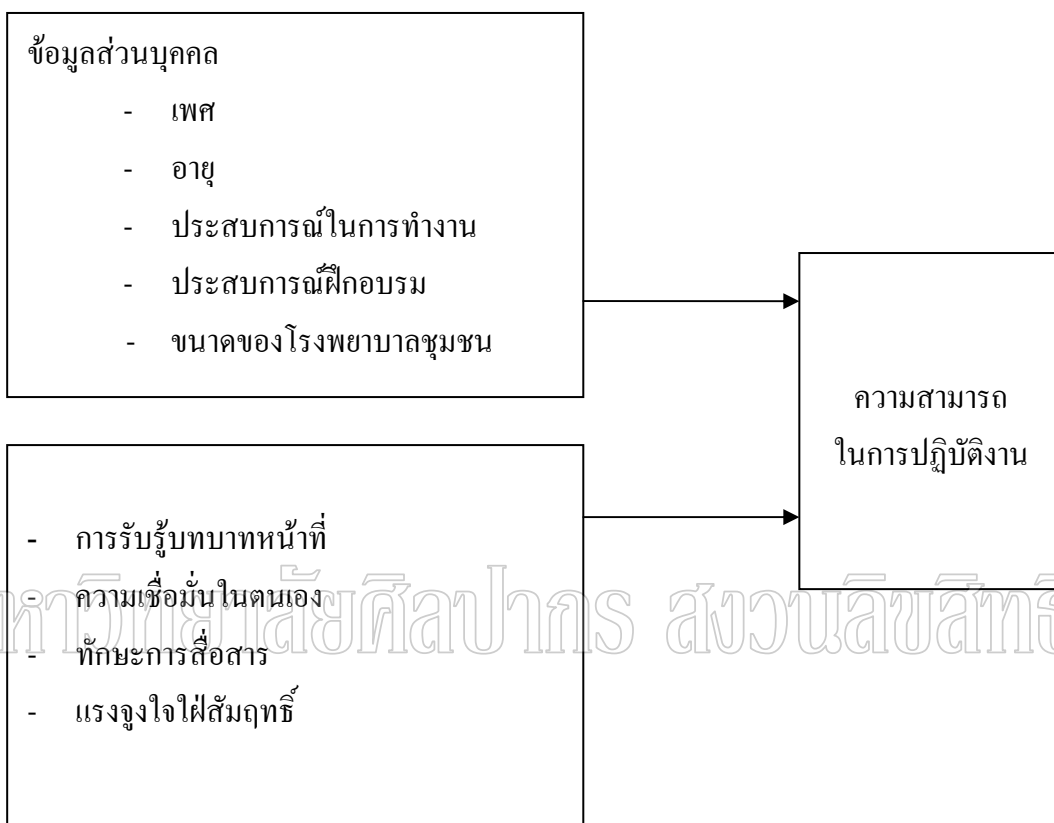 ข้อมูลส่วนบุคคล
- เพศ
- อายุ
- ประสบการณ์ในการทำงาน
- ประสบการณ์ฝึกอบรม
- ขนาดของโรงพยาบาลชุมชน
ความสามารถ
ในการปฏิบัติงาน
- การรับรู้บทบาทหน้าที่
- ความเชื่อมั่นในตนเอง
- ทักษะการสื่อสาร
- แรงจูงใจใฝ่สัมฤทธิ์
หาวิทยาลัยศิลปากร สงวนลิขสิทธิ